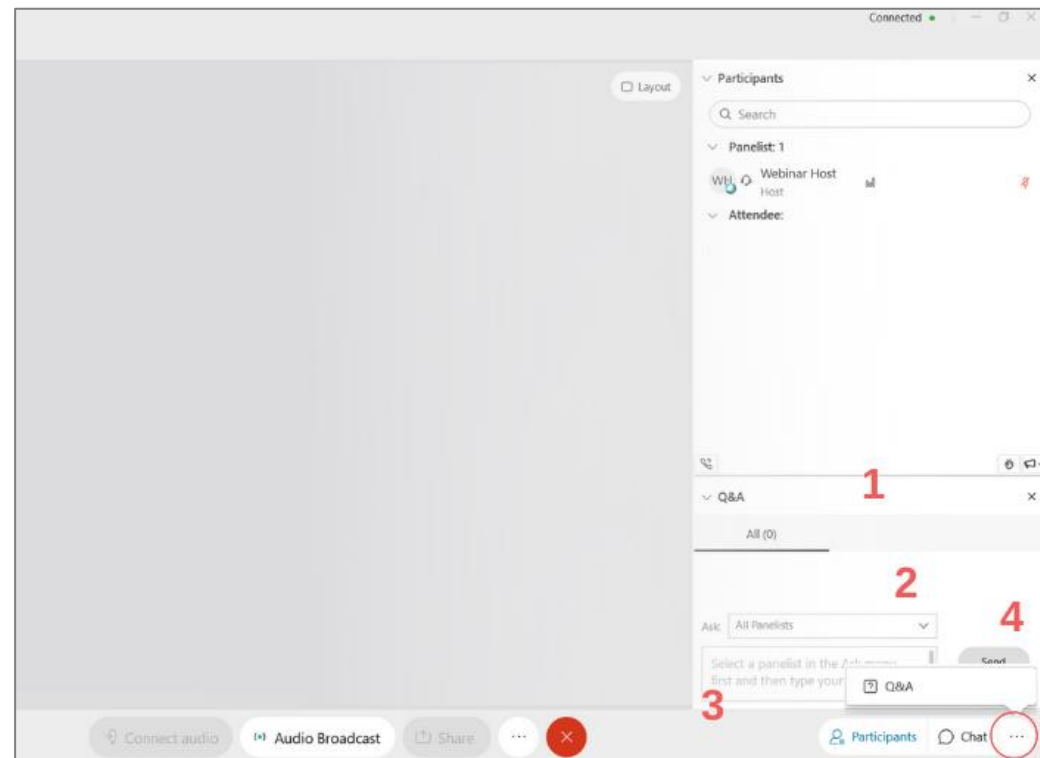 Connected
Layout
Participants
Search
Panelist: 1
WH
Webinar Host
Host
Attendee:
1
Q&A
All (0)
2
4
Ask: All Panelists
Select a panelist in the Ask menu
Send
first and then type your
Q&A
3
Connect audio
Audio Broadcast
Share
Participants
Chat